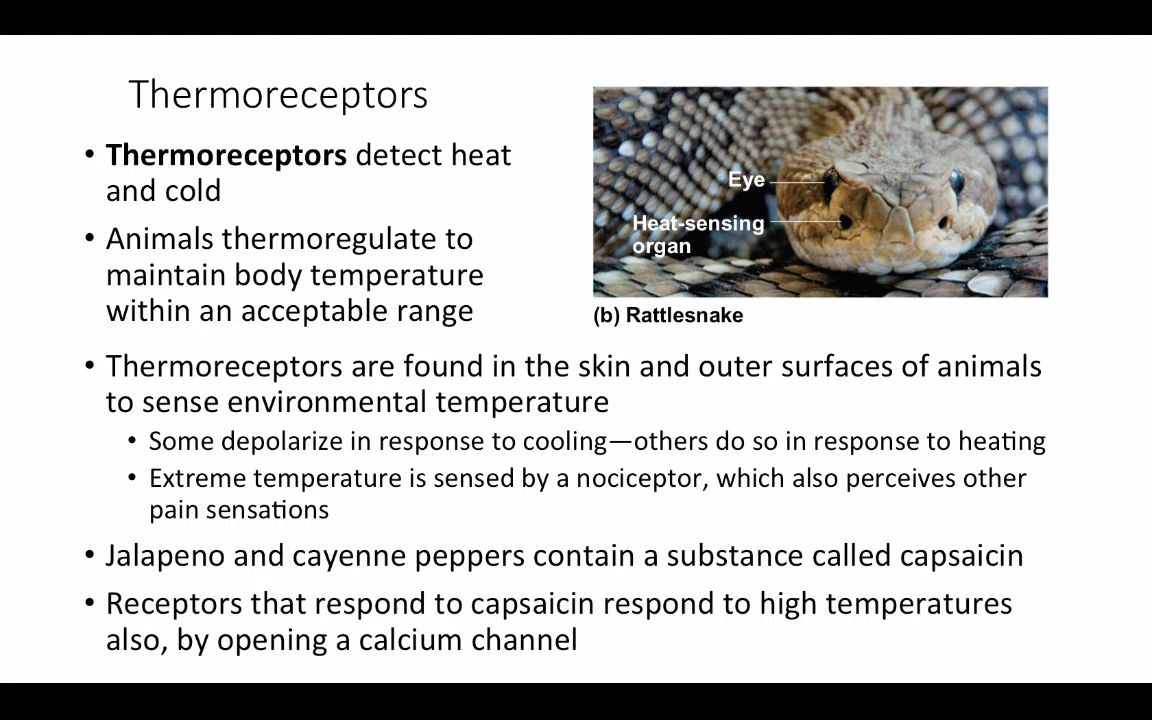 Thermoreceptors
• Thermoreceptors detect heat
and cold
• Animals thermoregulate to
maintain body temperature
within an acceptable range
Eye
Heat-sensing
organ
(b) Rattlesnake
• Thermoreceptors are found in the skin and outer surfaces of animals
to sense environmental temperature
• Some depolarize in response to cooling—others do so in response to heating
• Extreme temperature is sensed by a nociceptor, which also perceives other
pain sensations
• Jalapeno and cayenne peppers contain a substance called capsaicin
• Receptors that respond to capsaicin respond to high temperatures
also, by opening a calcium channel